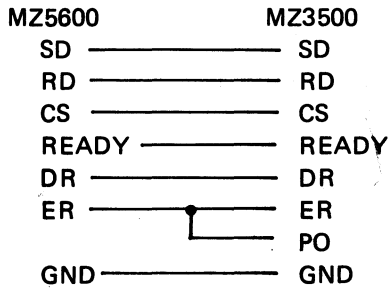 MZ5600 MZ3500
SD SD
RD RD
CS CS
READY READY
DR DR
ER ER
PO
GND GND